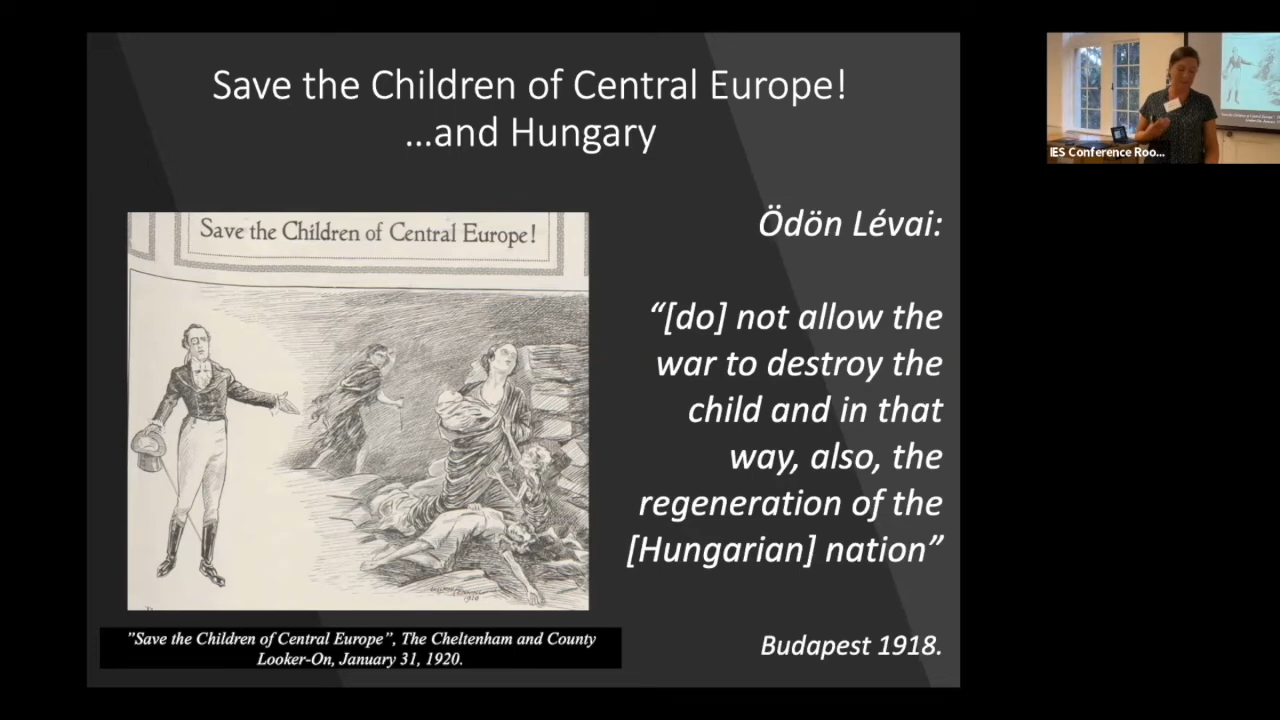 Save the Children of Central Europe!
...and Hungary
Save the Children of Central Europe!
Ödön Lévai:
“[do] not allow the
war to destroy the
child and in that
way, also, the
regeneration of the
[Hungarian] nation”
Budapest 1918.
”Save the Children of Central Europe”, The Cheltenham and County
Looker-On, January 31, 1920.
IES Conference Roo...